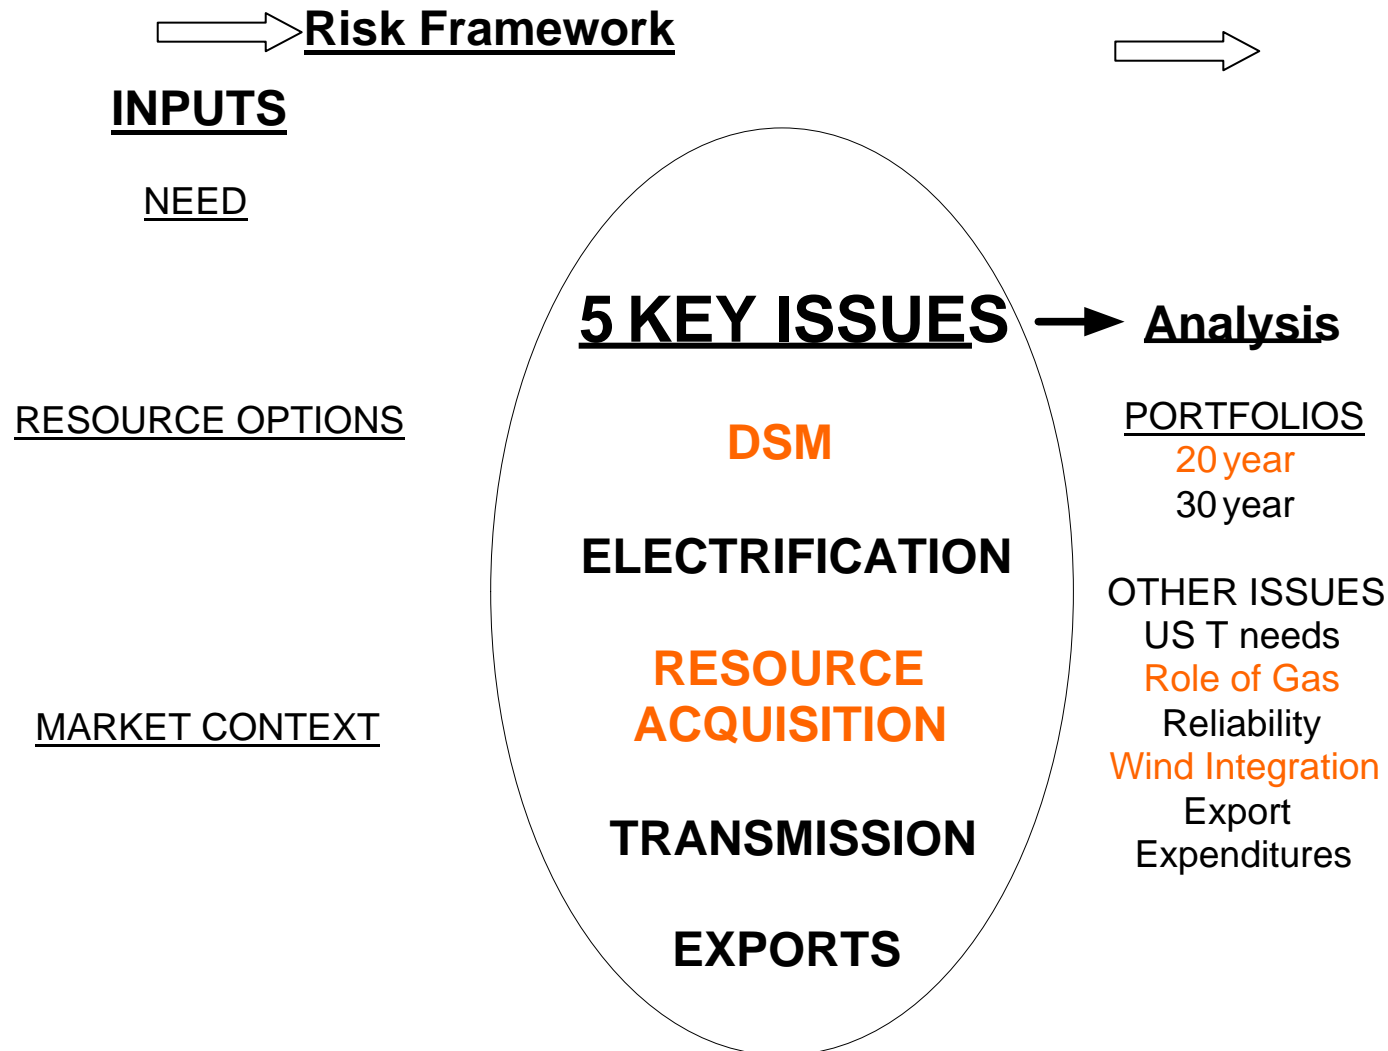 Risk Framework
INPUTS
NEED
RESOURCE OPTIONS
MARKET CONTEXT
5 KEY ISSUES
DSM
ELECTRIFICATION
RESOURCE
ACQUISITION
TRANSMISSION
EXPORTS
Analysis
PORTFOLIOS
20 year
30 year
OTHER ISSUES
US T needs
Role of Gas
Reliability
Wind Integration
Export
Expenditures